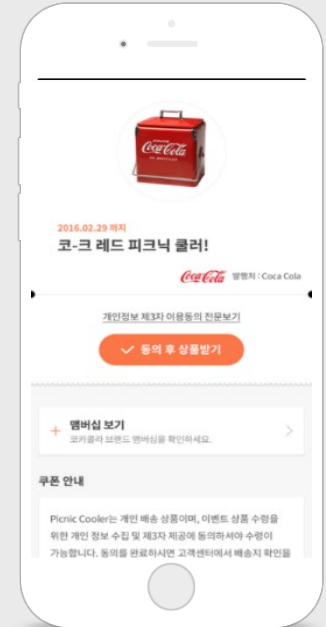 Coca-Cola
2016.02.29 까지
코-크 레드 피크닉 쿨러!
Coca-Cola 발행처 : Coca Cola
개인정보 제3자 이용동의 전문보기
동의 후 상품받기
맴버십 보기
코카콜라 브랜드 맴버십을 확인하세요.
쿠폰 안내
Picnic Cooler는 개인 배송 상품이며, 이벤트 상품 수령을
위한 개인 정보 수집 및 제3자 제공에 동의하셔야 수령이
가능합니다. 동의를 완료하시면 고객센터에서 배송지 확인을